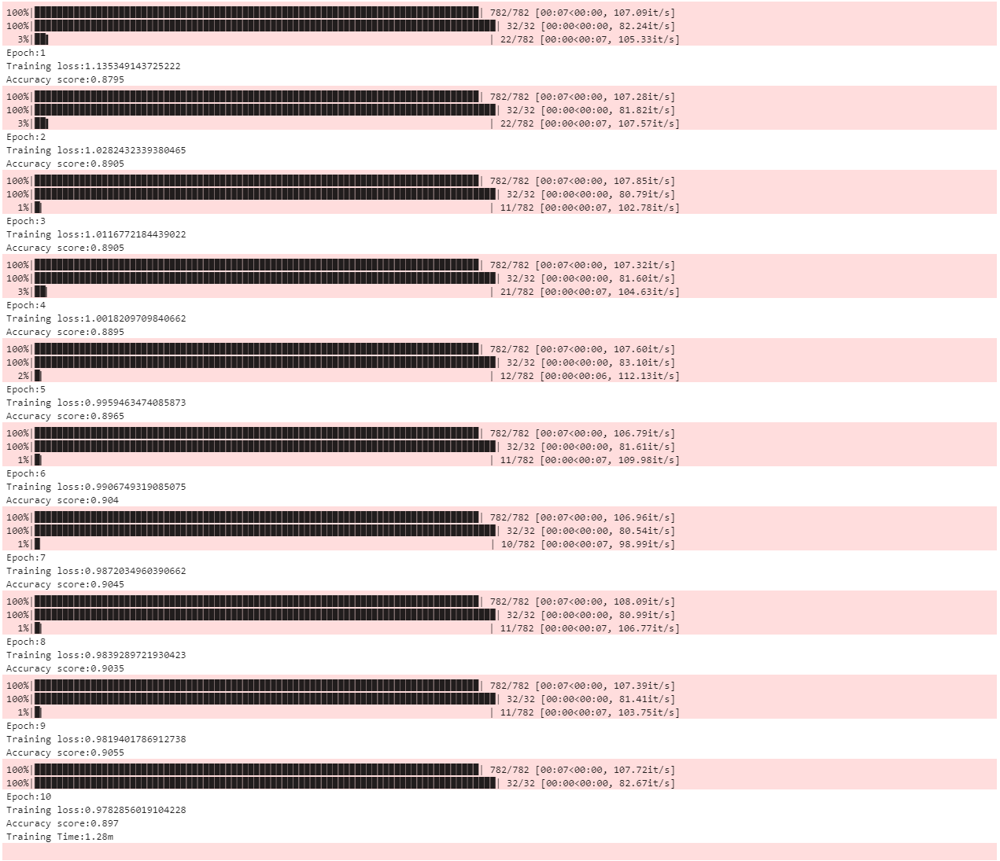 100%|██████████| 782/782 [00:07<00:00, 107.09it/s]
100%|██████████| 32/32 [00:00<00:00, 82.24it/s]
3%|▎ | 22/782 [00:00<00:07, 105.33it/s]
Epoch:1
Training loss:1.135349143725222
Accuracy score:0.8795
100%|██████████| 782/782 [00:07<00:00, 107.28it/s]
100%|██████████| 32/32 [00:00<00:00, 81.82it/s]
3%|▎ | 22/782 [00:00<00:07, 107.57it/s]
Epoch:2
Training loss:1.0282432339380465
Accuracy score:0.8905
100%|██████████| 782/782 [00:07<00:00, 107.85it/s]
100%|██████████| 32/32 [00:00<00:00, 80.79it/s]
1%|▏ | 11/782 [00:00<00:07, 102.78it/s]
Epoch:3
Training loss:1.0116772184439022
Accuracy score:0.8905
100%|██████████| 782/782 [00:07<00:00, 107.32it/s]
100%|██████████| 32/32 [00:00<00:00, 81.60it/s]
3%|▎ | 21/782 [00:00<00:07, 104.63it/s]
Epoch:4
Training loss:1.0018209709840662
Accuracy score:0.8895
100%|██████████| 782/782 [00:07<00:00, 107.60it/s]
100%|██████████| 32/32 [00:00<00:00, 83.10it/s]
2%|▏ | 12/782 [00:00<00:06, 112.13it/s]
Epoch:5
Training loss:0.9959463474085873
Accuracy score:0.8965
100%|██████████| 782/782 [00:07<00:00, 106.79it/s]
100%|██████████| 32/32 [00:00<00:00, 81.61it/s]
1%|▏ | 11/782 [00:00<00:07, 109.98it/s]
Epoch:6
Training loss:0.9906749319085075
Accuracy score:0.904
100%|██████████| 782/782 [00:07<00:00, 106.96it/s]
100%|██████████| 32/32 [00:00<00:00, 80.54it/s]
1%|▏ | 10/782 [00:00<00:07, 98.99it/s]
Epoch:7
Training loss:0.9872034960390662
Accuracy score:0.9045
100%|██████████| 782/782 [00:07<00:00, 108.09it/s]
100%|██████████| 32/32 [00:00<00:00, 80.99it/s]
1%|▏ | 11/782 [00:00<00:07, 106.77it/s]
Epoch:8
Training loss:0.9839289721930423
Accuracy score:0.9035
100%|██████████| 782/782 [00:07<00:00, 107.39it/s]
100%|██████████| 32/32 [00:00<00:00, 81.41it/s]
1%|▏ | 11/782 [00:00<00:07, 103.75it/s]
Epoch:9
Training loss:0.9819401786912738
Accuracy score:0.9055
100%|██████████| 782/782 [00:07<00:00, 107.72it/s]
100%|██████████| 32/32 [00:00<00:00, 82.67it/s]
Epoch:10
Training loss:0.9782856019104228
Accuracy score:0.897
Training Time:1.28m